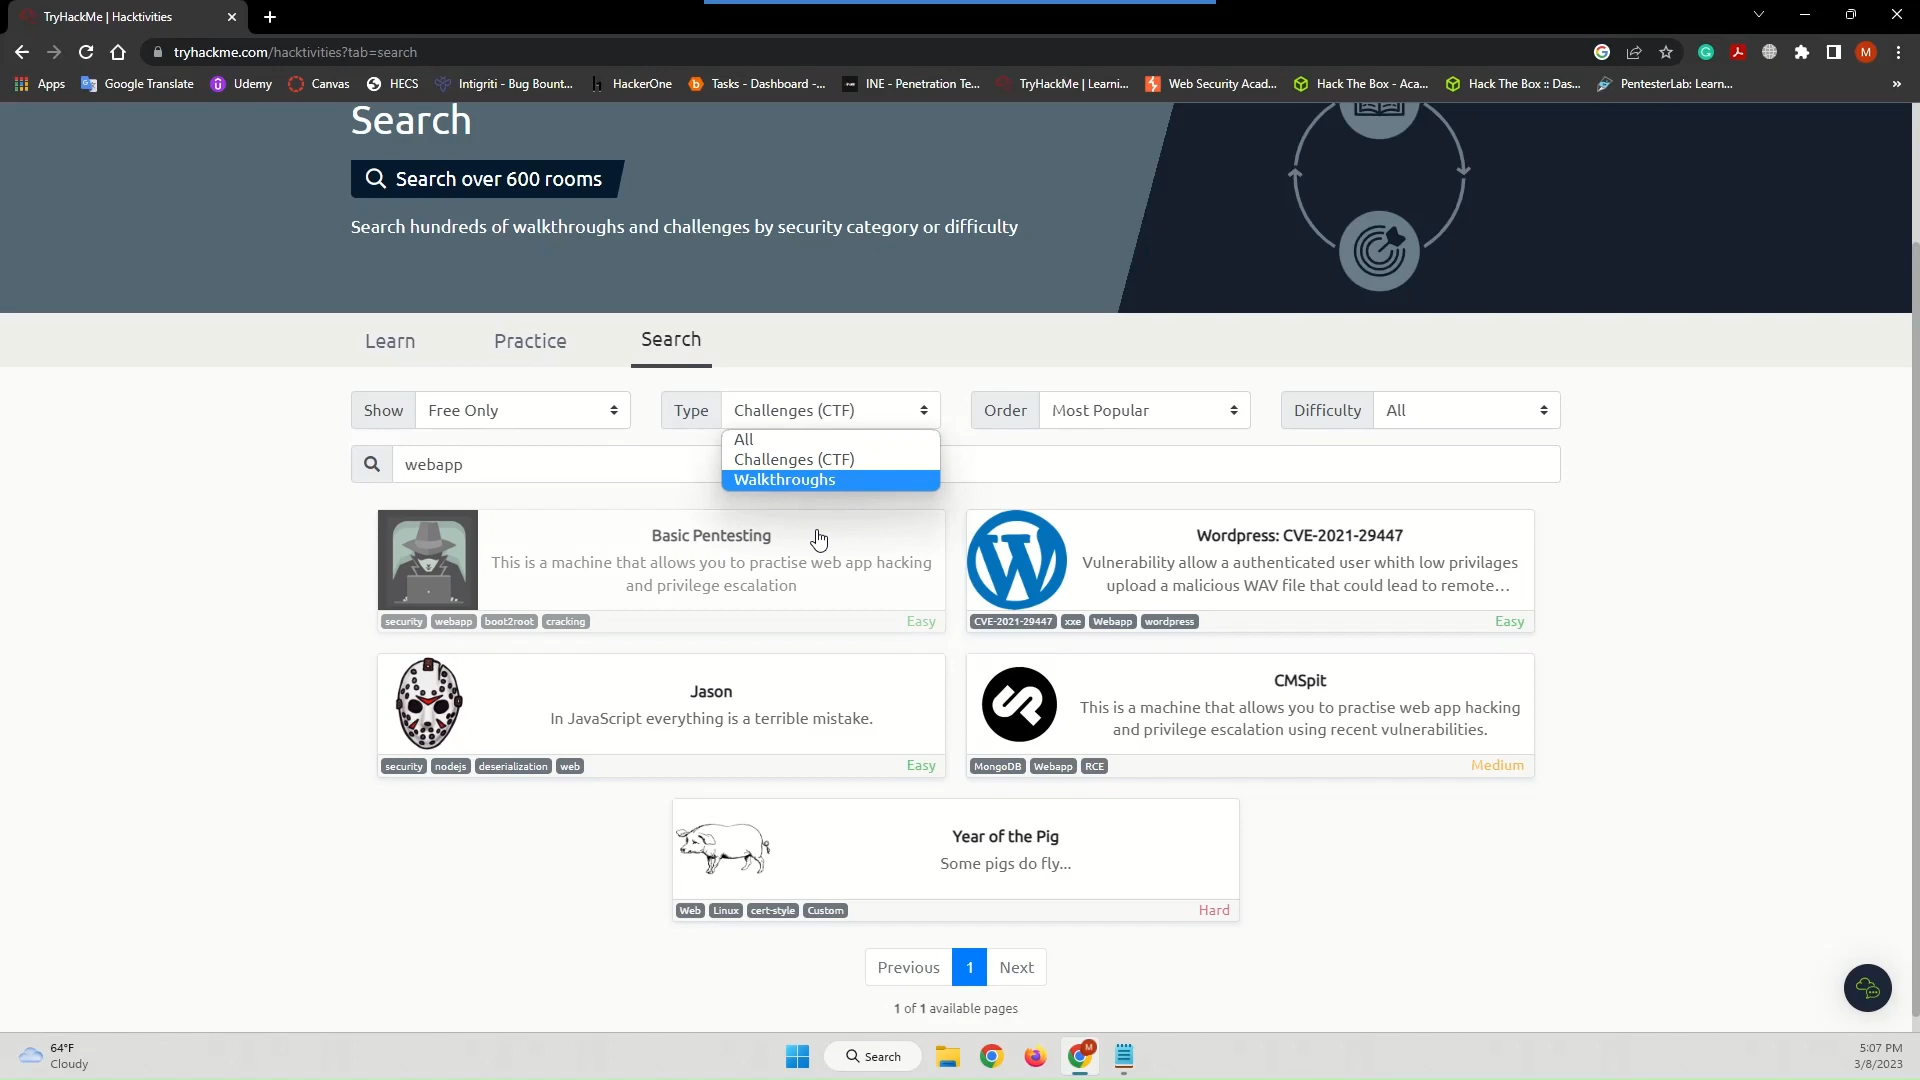 TryHackMe | Hacktivities
tryhackme.com/hacktivities?tab=search
M
Apps
Google Translate
Udemy
Canvas
HECS
Intigriti - Bug Bount...
HackerOne
Tasks - Dashboard -...
INE - Penetration Te...
TryHackMe | Learni...
Web Security Acad...
Hack The Box - Aca...
Hack The Box :: Das...
PentesterLab: Learn...
»
Search
Search over 600 rooms
Search hundreds of walkthroughs and challenges by security category or difficulty
Learn
Practice
Search
Show
Free Only
Type
Challenges (CTF)
Order
Most Popular
Difficulty
All
All
Challenges (CTF)
Walkthroughs
webapp
Basic Pentesting
This is a machine that allows you to practise web app hacking
and privilege escalation
security webapp boot2root cracking
Easy
Wordpress: CVE-2021-29447
Vulnerability allow a authenticated user whith low privilages
upload a malicious WAV file that could lead to remote...
CVE-2021-29447 xxe Webapp wordpress
Easy
Jason
In JavaScript everything is a terrible mistake.
security nodejs deserialization web
Easy
CMSpit
This is a machine that allows you to practise web app hacking
and privilege escalation using recent vulnerabilities.
MongoDB Webapp RCE
Medium
Year of the Pig
Some pigs do fly...
Web Linux cert-style Custom
Hard
Previous
1
Next
1 of 1 available pages
64°F
Cloudy
Search
M
5:07 PM
3/8/2023